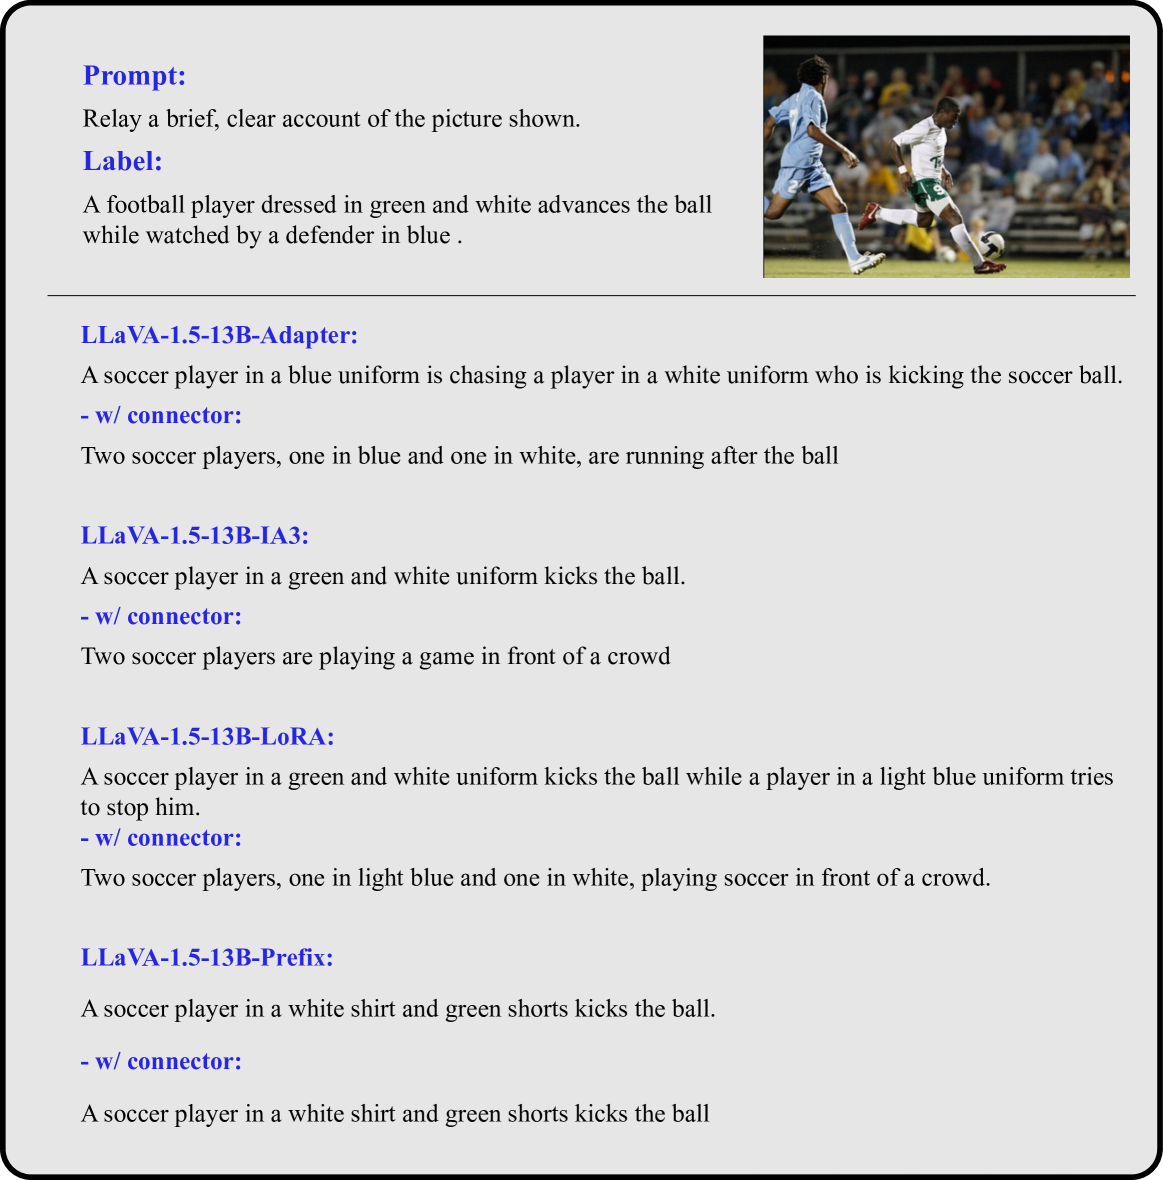 Prompt:
Relay a brief, clear account of the picture shown.
Label:
A football player dressed in green and white advances the ball
while watched by a defender in blue .
LLaVA-1.5-13B-Adapter:
A soccer player in a blue uniform is chasing a player in a white uniform who is kicking the soccer ball.
- w/ connector:
Two soccer players, one in blue and one in white, are running after the ball
LLaVA-1.5-13B-IA3:
A soccer player in a green and white uniform kicks the ball.
- w/ connector:
Two soccer players are playing a game in front of a crowd
LLaVA-1.5-13B-LoRA:
A soccer player in a green and white uniform kicks the ball while a player in a light blue uniform tries
to stop him.
- w/ connector:
Two soccer players, one in light blue and one in white, playing soccer in front of a crowd.
LLaVA-1.5-13B-Prefix:
A soccer player in a white shirt and green shorts kicks the ball.
- w/ connector:
A soccer player in a white shirt and green shorts kicks the ball